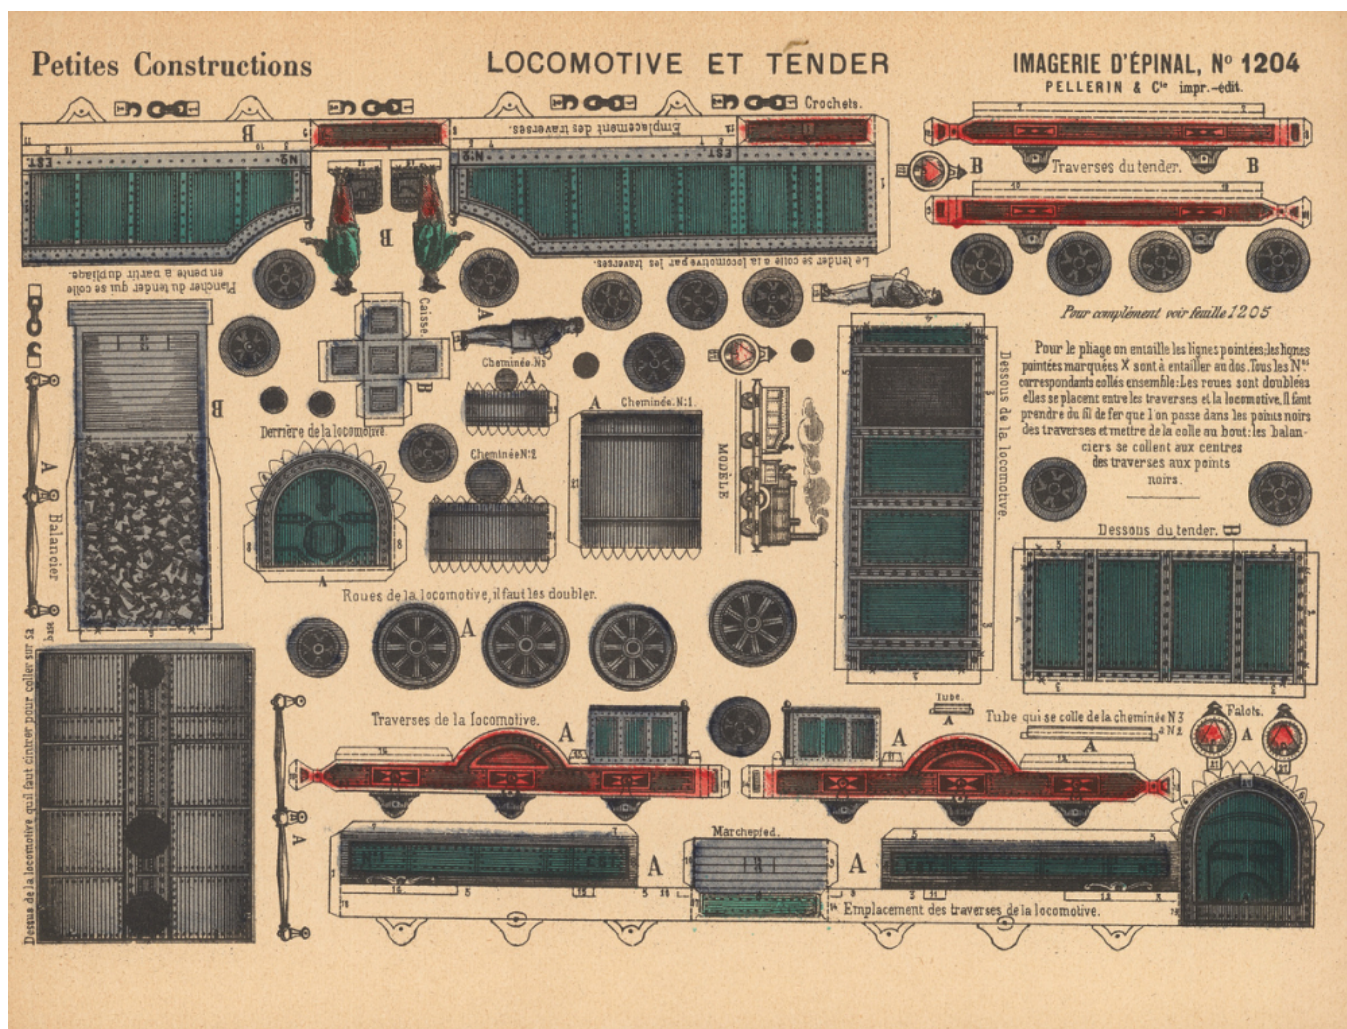 Petites Constructions
LOCOMOTIVE ET TENDER
IMAGERIE D'ÉPINAL, Nº 1204
PELLERIN & Cie impr.-édit.
Crochets.
B
Emplacement des traverses.
EST.
Nº2
Nº2
EST
Traverses du tender.
B
B
B
Le tender se colle à la locomotive par les traverses.
Plancher du tender qui se colle
en pente à partir du pliage.
Caisse.
B
A
B
Pour complément voir feuille 1205
Pour le pliage on entaille les lignes pointées; les lignes
pointées marquées X sont à entailler au dos. Tous les Nos
correspondants collés ensemble: Les roues sont doublées
elles se placent entre les traverses et la locomotive, Il faut
prendre du fil de fer que l'on passe dans les points noirs
des traverses et mettre de la colle au bout: les balan-
ciers se collent aux centres
des traverses aux points
noirs.
Cheminée. N3
A
A Cheminée. N:1.
Derrière de la locomotive.
Cheminée N:2
A
A
MODÈLE
Dessous de la locomotive.
A
Balancier
Dessous du tender. B
Roues de la locomotive, il faut les doubler.
A
Dessus de la locomotive, qu'il faut cintrer pour coller sur
A
Traverses de la locomotive.
A
A
Tube.
A
Tube qui se colle de la cheminée N3
à N2
A
Falots.
A
Marchepied.
A
A
Emplacement des traverses de la locomotive.